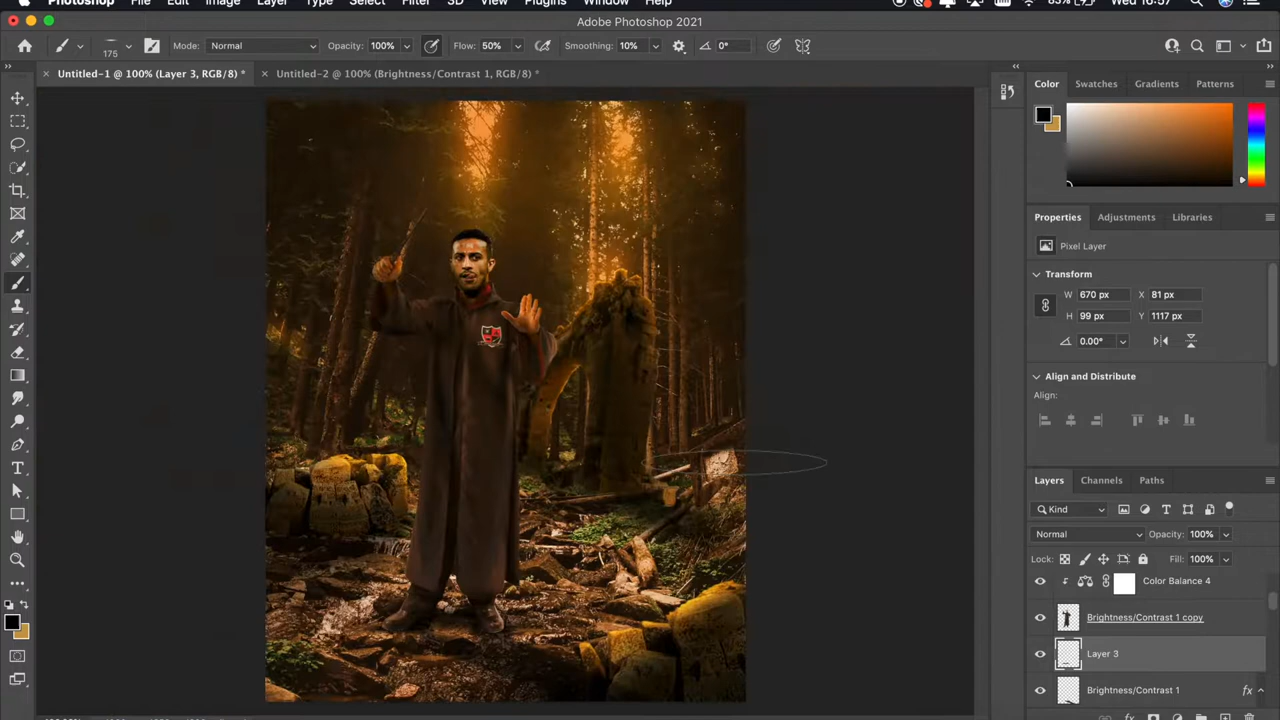 Photoshop File Edit Image Layer Type Select Filter 3D View Plugins Window Help 83% Wed 16:57
Adobe Photoshop 2021
175 Mode: Normal Opacity: 100% Flow: 50% Smoothing: 10% 0°
Untitled-1 @ 100% (Layer 3, RGB/8) * Untitled-2 @ 100% (Brightness/Contrast 1, RGB/8) *
Color Swatches Gradients Patterns
Properties Adjustments Libraries
Pixel Layer
Transform
W 670 px X 81 px
H 99 px Y 1117 px
0.00°
Align and Distribute
Align:
Layers Channels Paths
Kind
Normal Opacity: 100%
Lock: Fill: 100%
Color Balance 4
Brightness/Contrast 1 copy
Layer 3
Brightness/Contrast 1 fx